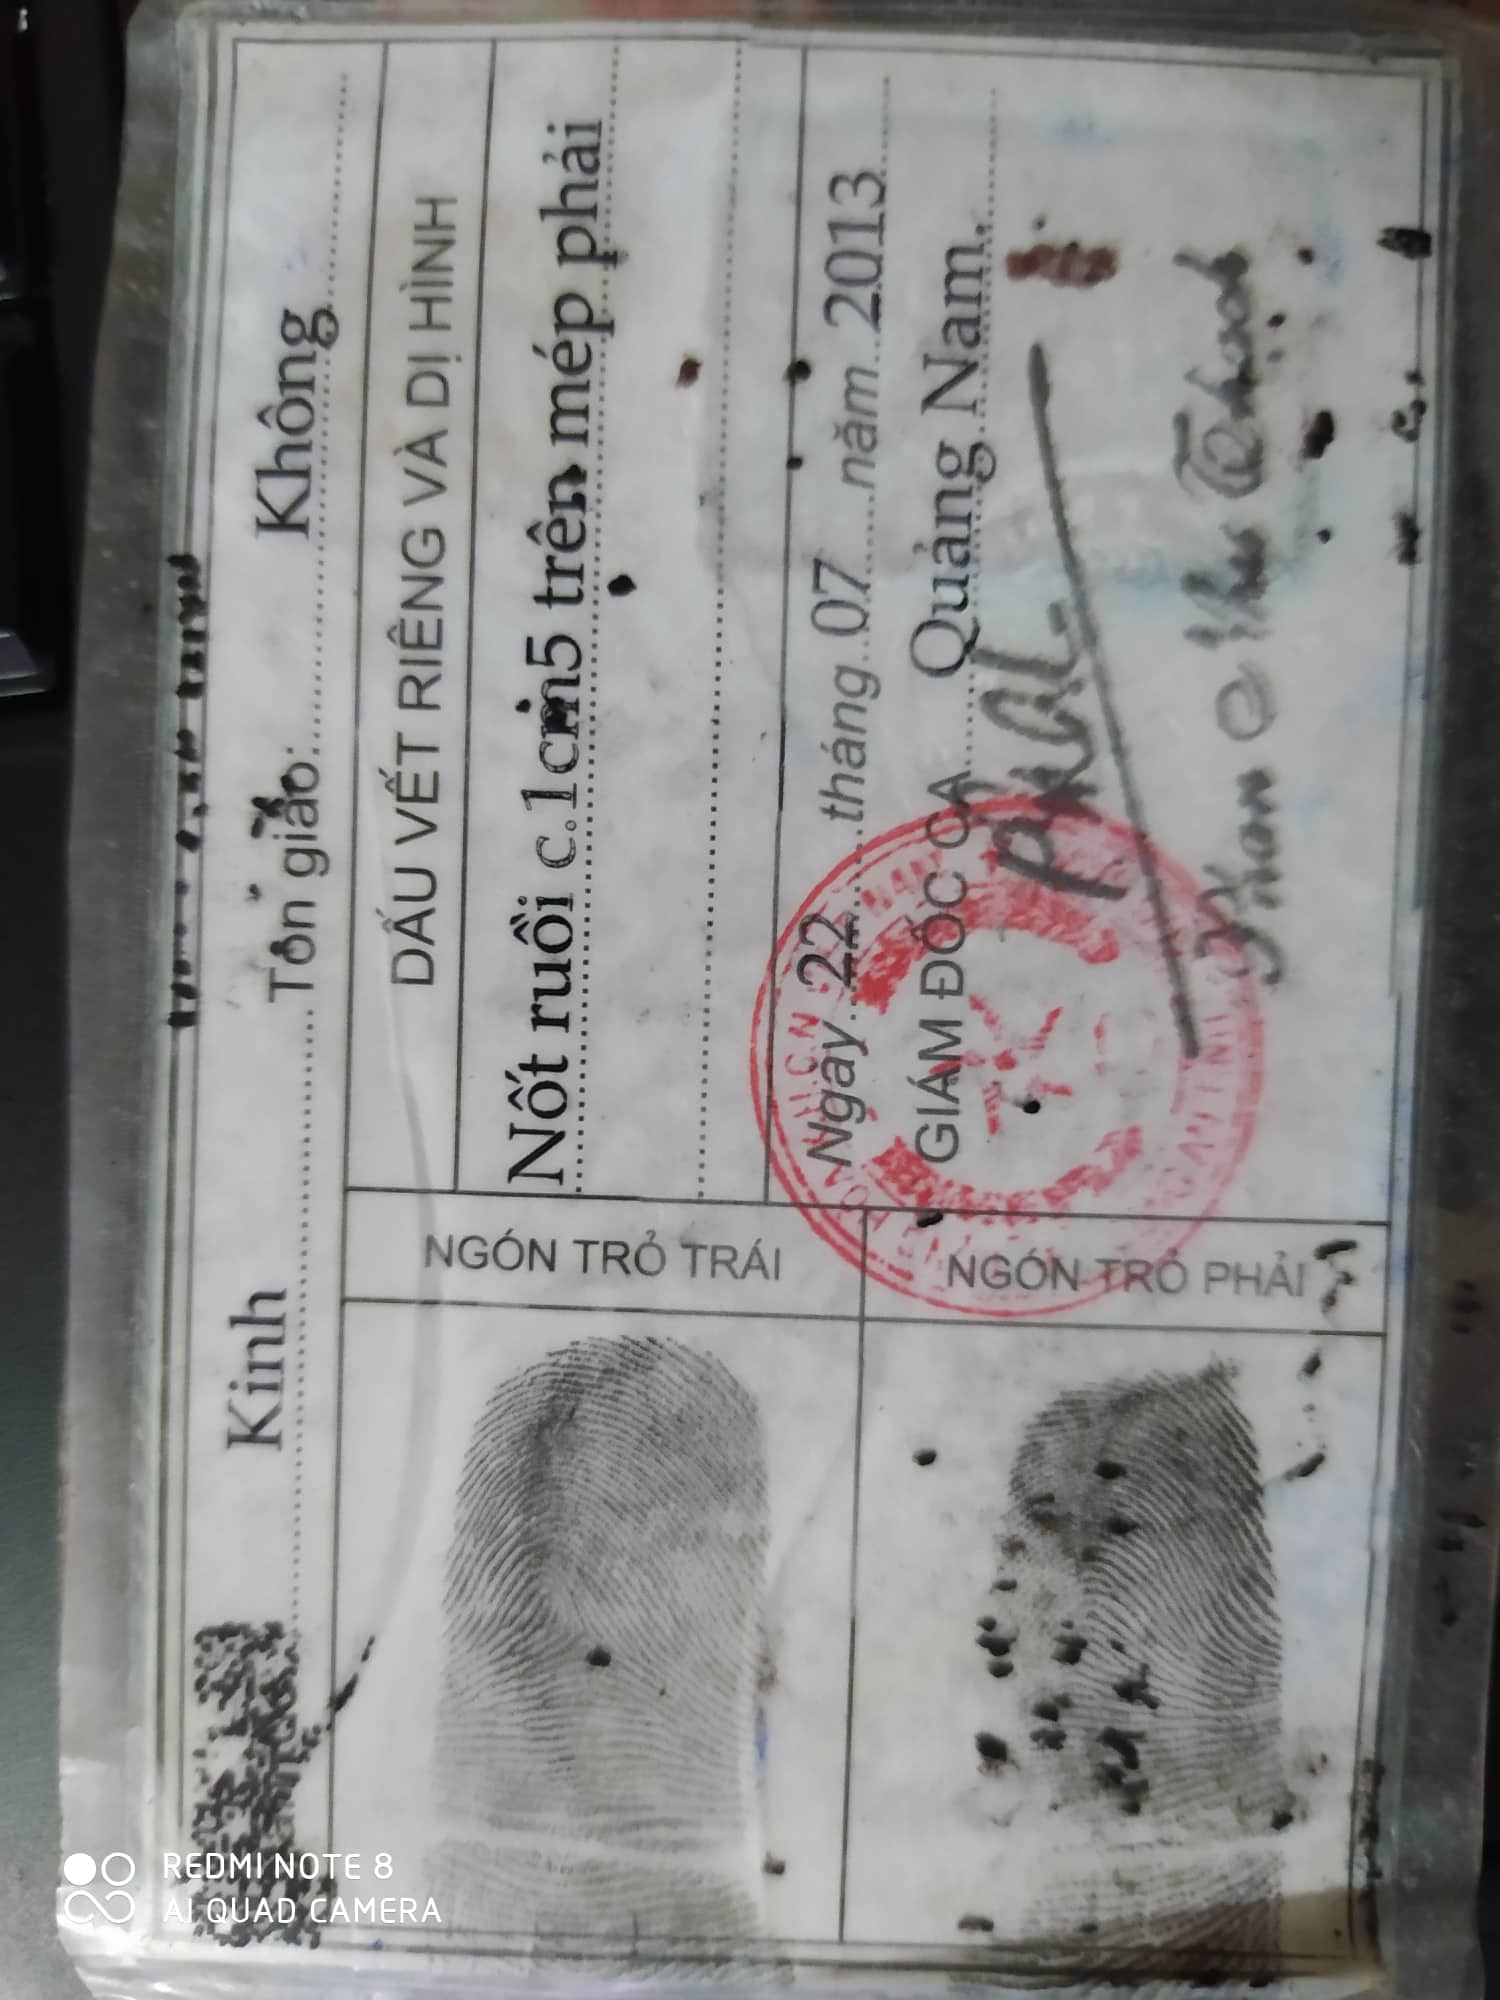 Kinh Tôn giáo: Không
DẤU VẾT RIÊNG VÀ DỊ HÌNH
Nốt ruồi c.1cm5 trên mép phải
NGÓN TRỎ TRÁI
NGÓN TRỎ PHẢI
Ngày 22 tháng 07 năm 2013
GIÁM ĐỐC CA Quảng Nam
REDMI NOTE 8
AI QUAD CAMERA